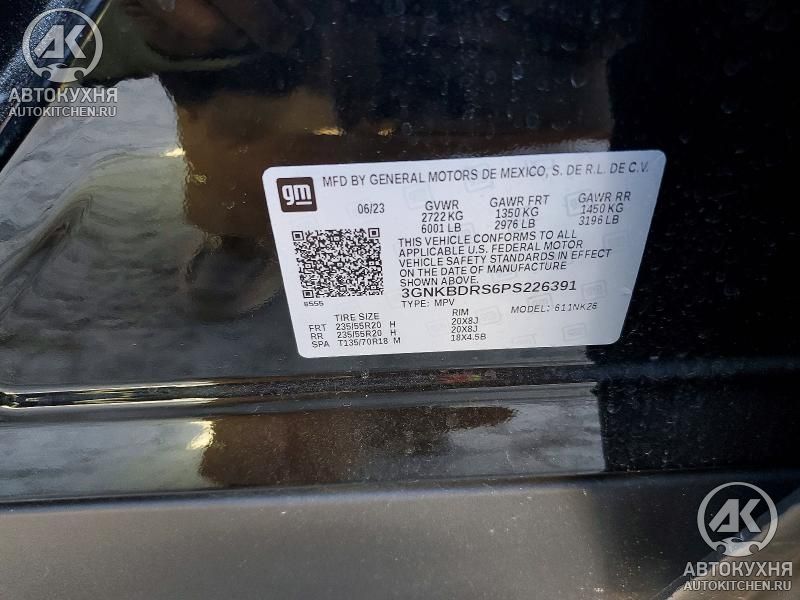 AK
АВТОКУХНЯ
AUTOKITCHEN.RU
gm
MFD BY GENERAL MOTORS DE MEXICO, S. DE R.L. DE C.V.
06/23 GVWR GAWR FRT GAWR RR
2722 KG 1350 KG 1450 KG
6001 LB 2976 LB 3196 LB
THIS VEHICLE CONFORMS TO ALL
APPLICABLE U.S. FEDERAL MOTOR
VEHICLE SAFETY STANDARDS IN EFFECT
ON THE DATE OF MANUFACTURE
3GNKBDRS6PS226391
6555 TYPE: MPV MODEL: 611NK26
TIRE SIZE RIM
FRT 235/55R20 H 20X8J
RR 235/55R20 H 20X8J
SPA T135/70R18 M 18X4.5B
AK
АВТОКУХНЯ
AUTOKITCHEN.RU